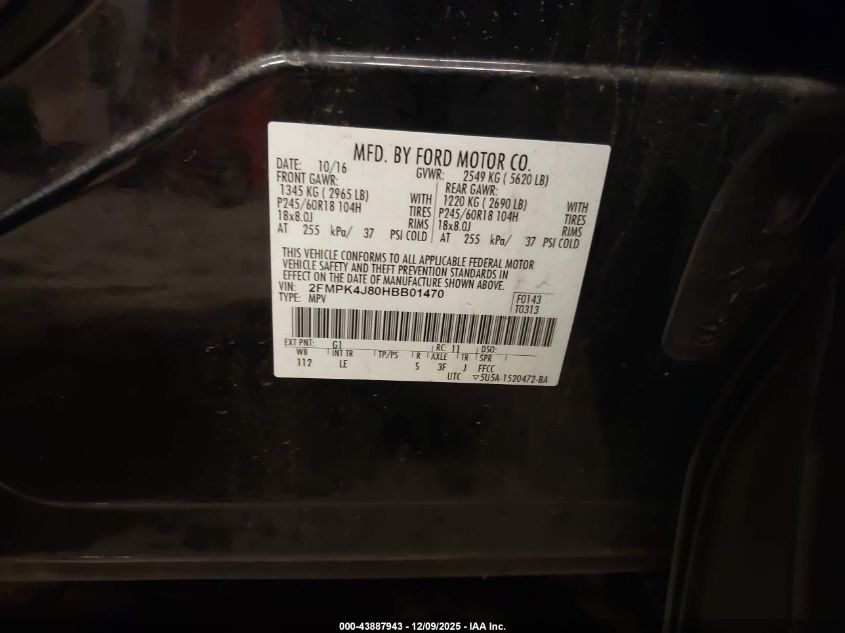 MFD. BY FORD MOTOR CO.
DATE: 10/16 GVWR: 2549 KG ( 5620 LB)
FRONT GAWR: REAR GAWR:
1345 KG ( 2965 LB) WITH 1220 KG ( 2690 LB) WITH
P245/60R18 104H TIRES P245/60R18 104H TIRES
18x8.0J RIMS 18x8.0J RIMS
AT 255 kPa/ 37 PSI COLD AT 255 kPa/ 37 PSI COLD
THIS VEHICLE CONFORMS TO ALL APPLICABLE FEDERAL MOTOR
VEHICLE SAFETY AND THEFT PREVENTION STANDARDS IN
EFFECT ON THE DATE OF MANUFACTURE SHOWN ABOVE.
VIN: 2FMPK4J80HBB01470
TYPE: MPV
F0143
T0313
EXT PNT: G1 RC: 11 DSO:
WB INT TR TP/PS R AXLE TR SPR
112 LE S 3F J FFCC
UTC ▽5U5A-1520472-BA
000-43887943 / 12/09/2025 - IAA Inc.